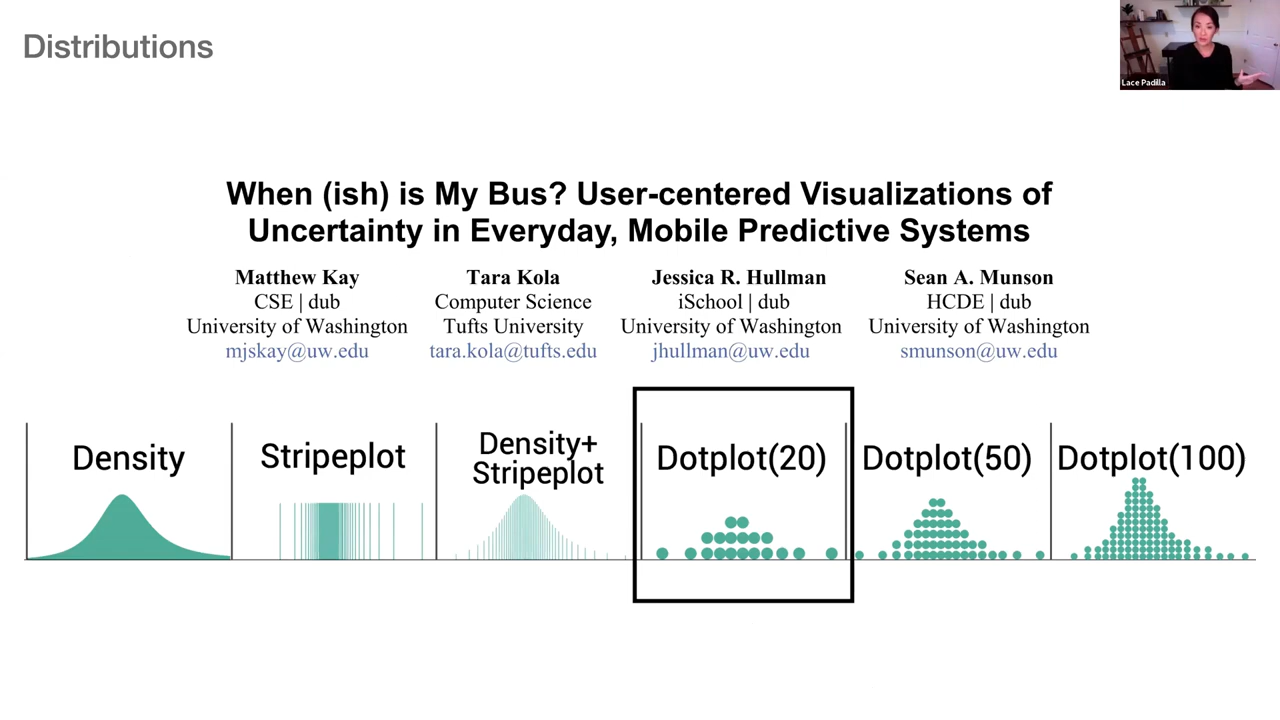 Distributions
Lace Padilla
When (ish) is My Bus? User-centered Visualizations of
Uncertainty in Everyday, Mobile Predictive Systems
Matthew Kay
CSE | dub
University of Washington
mjskay@uw.edu
Tara Kola
Computer Science
Tufts University
tara.kola@tufts.edu
Jessica R. Hullman
iSchool | dub
University of Washington
jhullman@uw.edu
Sean A. Munson
HCDE | dub
University of Washington
smunson@uw.edu
Density
Stripeplot
Density+
Stripeplot
Dotplot(20)
Dotplot(50)
Dotplot(100)